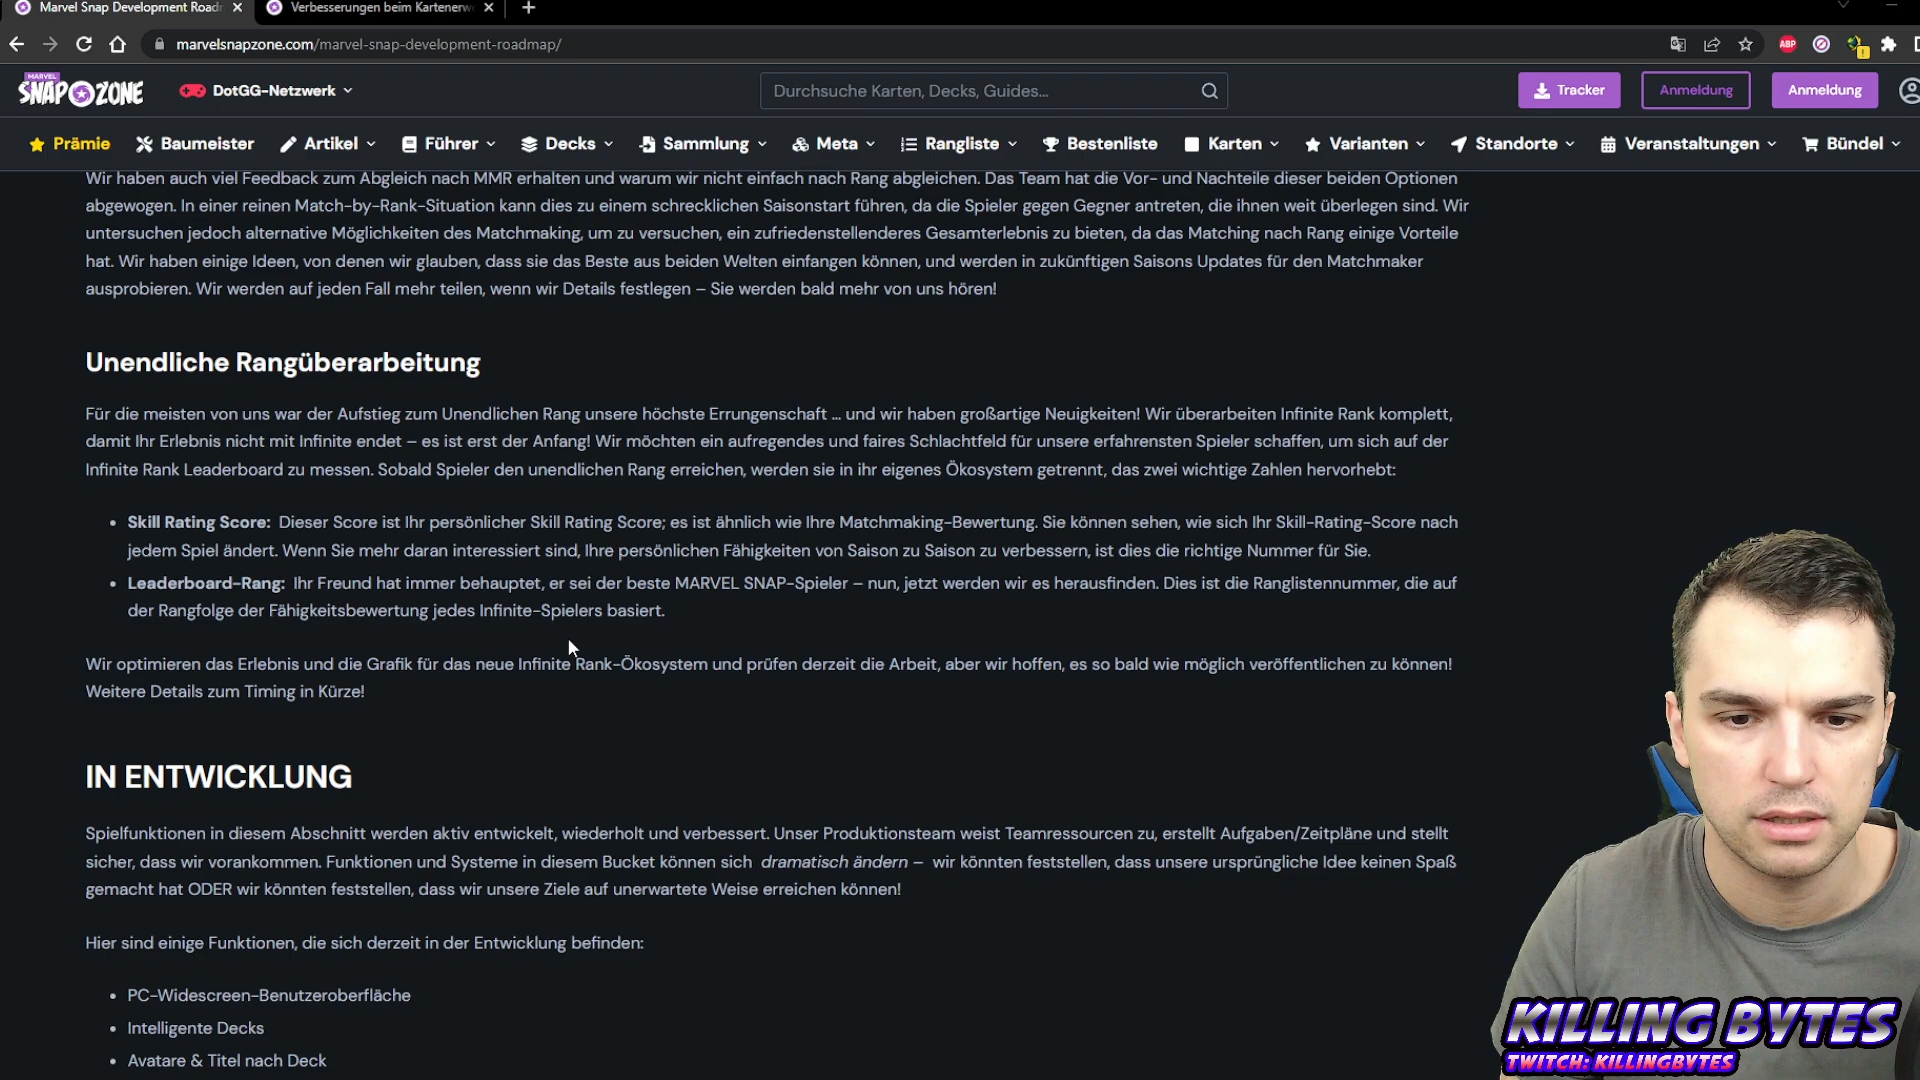 Marvel Snap Development Roadm
Verbesserungen beim Kartenerw
marvelsnapzone.com/marvel-snap-development-roadmap/
ABP
MARVEL
SNAP ZONE
DotGG-Netzwerk
Durchsuche Karten, Decks, Guides...
Tracker
Anmeldung
Anmeldung
Prämie
Baumeister
Artikel
Führer
Decks
Sammlung
Meta
Rangliste
Bestenliste
Karten
Varianten
Standorte
Veranstaltungen
Bündel
Wir haben auch viel Feedback zum Abgleich nach MMR erhalten und warum wir nicht einfach nach Rang abgleichen. Das Team hat die Vor- und Nachteile dieser beiden Optionen
abgewogen. In einer reinen Match-by-Rank-Situation kann dies zu einem schrecklichen Saisonstart führen, da die Spieler gegen Gegner antreten, die ihnen weit überlegen sind. Wir
untersuchen jedoch alternative Möglichkeiten des Matchmaking, um zu versuchen, ein zufriedenstellenderes Gesamterlebnis zu bieten, da das Matching nach Rang einige Vorteile
hat. Wir haben einige Ideen, von denen wir glauben, dass sie das Beste aus beiden Welten einfangen können, und werden in zukünftigen Saisons Updates für den Matchmaker
ausprobieren. Wir werden auf jeden Fall mehr teilen, wenn wir Details festlegen – Sie werden bald mehr von uns hören!
Unendliche Rangüberarbeitung
Für die meisten von uns war der Aufstieg zum Unendlichen Rang unsere höchste Errungenschaft ... und wir haben großartige Neuigkeiten! Wir überarbeiten Infinite Rank komplett,
damit Ihr Erlebnis nicht mit Infinite endet – es ist erst der Anfang! Wir möchten ein aufregendes und faires Schlachtfeld für unsere erfahrensten Spieler schaffen, um sich auf der
Infinite Rank Leaderboard zu messen. Sobald Spieler den unendlichen Rang erreichen, werden sie in ihr eigenes Ökosystem getrennt, das zwei wichtige Zahlen hervorhebt:
• Skill Rating Score: Dieser Score ist Ihr persönlicher Skill Rating Score; es ist ähnlich wie Ihre Matchmaking-Bewertung. Sie können sehen, wie sich Ihr Skill-Rating-Score nach
jedem Spiel ändert. Wenn Sie mehr daran interessiert sind, Ihre persönlichen Fähigkeiten von Saison zu Saison zu verbessern, ist dies die richtige Nummer für Sie.
• Leaderboard-Rang: Ihr Freund hat immer behauptet, er sei der beste MARVEL SNAP-Spieler – nun, jetzt werden wir es herausfinden. Dies ist die Ranglistennummer, die auf
der Rangfolge der Fähigkeitsbewertung jedes Infinite-Spielers basiert.
Wir optimieren das Erlebnis und die Grafik für das neue Infinite Rank-Ökosystem und prüfen derzeit die Arbeit, aber wir hoffen, es so bald wie möglich veröffentlichen zu können!
Weitere Details zum Timing in Kürze!
IN ENTWICKLUNG
Spielfunktionen in diesem Abschnitt werden aktiv entwickelt, wiederholt und verbessert. Unser Produktionsteam weist Teamressourcen zu, erstellt Aufgaben/Zeitpläne und stellt
sicher, dass wir vorankommen. Funktionen und Systeme in diesem Bucket können sich dramatisch ändern – wir könnten feststellen, dass unsere ursprüngliche Idee keinen Spaß
gemacht hat ODER wir könnten feststellen, dass wir unsere Ziele auf unerwartete Weise erreichen können!
Hier sind einige Funktionen, die sich derzeit in der Entwicklung befinden:
• PC-Widescreen-Benutzeroberfläche
• Intelligente Decks
• Avatare & Titel nach Deck
KILLING BYTES
TWITCH: KILLINGBYTES